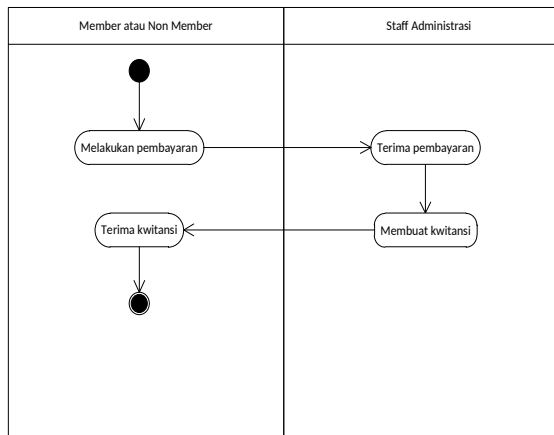 Member atau Non Member
Staff Administrasi
Melakukan pembayaran
Terima pembayaran
Terima kwitansi
Membuat kwitansi